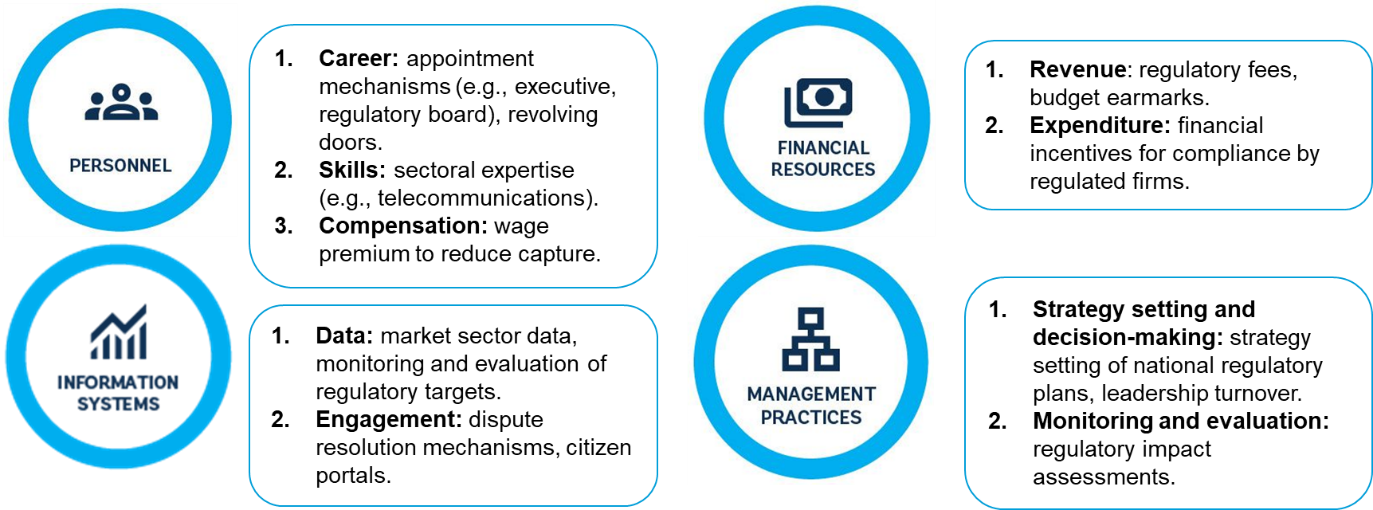 PERSONNEL
1. Career: appointment
mechanisms (e.g., executive,
regulatory board), revolving
doors.
2. Skills: sectoral expertise
(e.g., telecommunications).
3. Compensation: wage
premium to reduce capture.
FINANCIAL
RESOURCES
1. Revenue: regulatory fees,
budget earmarks.
2. Expenditure: financial
incentives for compliance by
regulated firms.
INFORMATION
SYSTEMS
1. Data: market sector data,
monitoring and evaluation of
regulatory targets.
2. Engagement: dispute
resolution mechanisms, citizen
portals.
MANAGEMENT
PRACTICES
1. Strategy setting and
decision-making: strategy
setting of national regulatory
plans, leadership turnover.
2. Monitoring and evaluation:
regulatory impact
assessments.